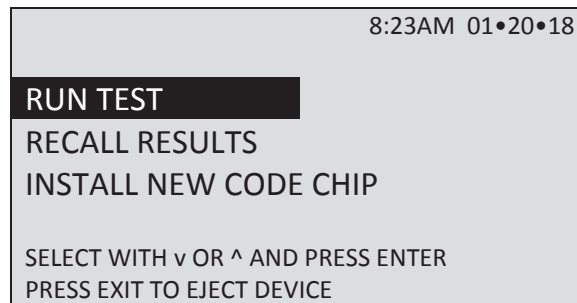 8:23AM 01•20•18
RUN TEST
RECALL RESULTS
INSTALL NEW CODE CHIP
SELECT WITH v OR ^ AND PRESS ENTER
PRESS EXIT TO EJECT DEVICE